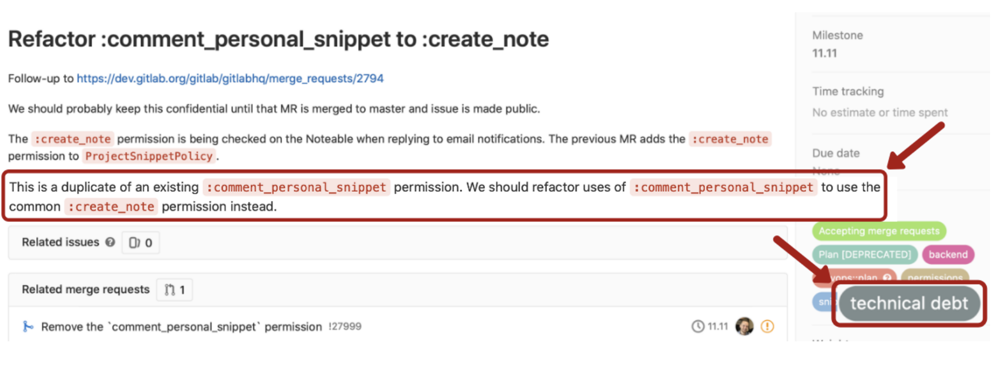 Refactor :comment_personal_snippet to :create_note
Follow-up to https://dev.gitlab.org/gitlab/gitlabhq/merge_requests/2794
We should probably keep this confidential until that MR is merged to master and issue is made public.
The :create_note permission is being checked on the Noteable when replying to email notifications. The previous MR adds the :create_note
permission to ProjectSnippetPolicy.
This is a duplicate of an existing :comment_personal_snippet permission. We should refactor uses of :comment_personal_snippet to use the
common :create_note permission instead.
Related issues 0
Related merge requests 1
Remove the `comment_personal_snippet` permission !27999
11.11
Milestone
11.11
Time tracking
No estimate or time spent
Due date
None
Accepting merge requests
Plan [DEPRECATED] backend
permissions
technical debt